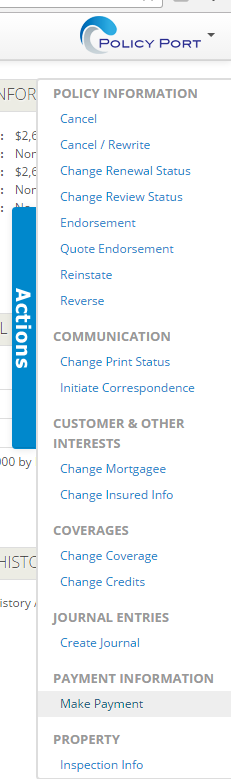 POLICY PORT
NFOR
POLICY INFORMATION
: $2,6
Cancel
: Nor
Cancel / Rewrite
: $2,6
Change Renewal Status
: Nor
Change Review Status
Endorsement
Quote Endorsement
Reinstate
Reverse
Actions
L
COMMUNICATION
Change Print Status
Initiate Correspondence
CUSTOMER & OTHER
INTERESTS
000 by
Change Mortgagee
Change Insured Info
COVERAGES
Change Coverage
HISTO
Change Credits
istory
JOURNAL ENTRIES
Create Journal
PAYMENT INFORMATION
Make Payment
PROPERTY
Inspection Info